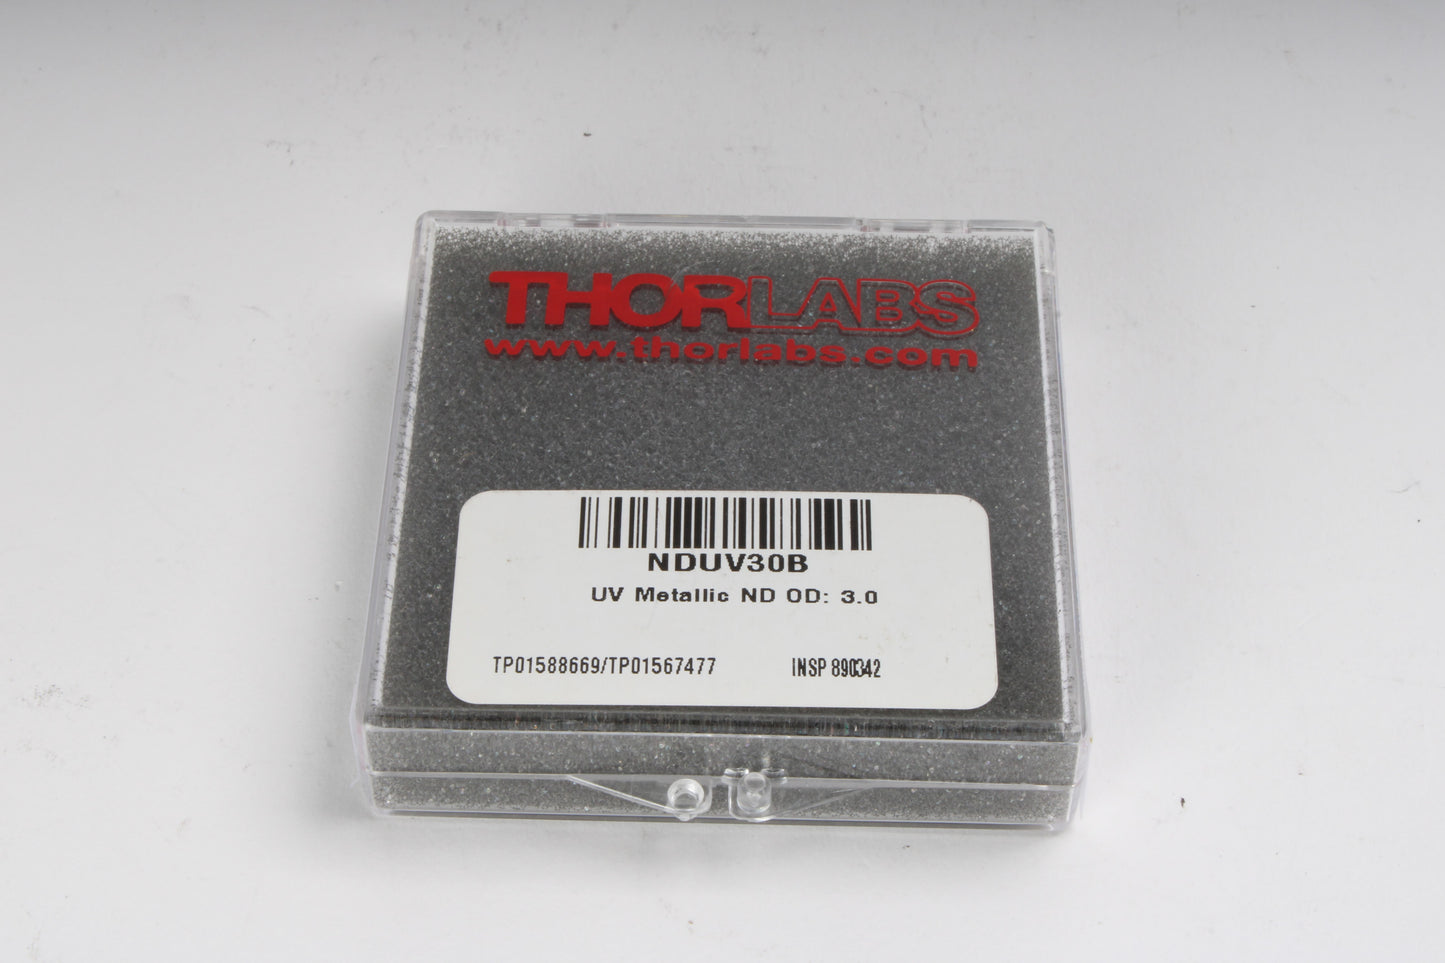 THORLABS
www.thorlabs.com
NDUV30B
UV Metallic ND OD: 3.0
TP01588669/TP01567477 INSP 890342